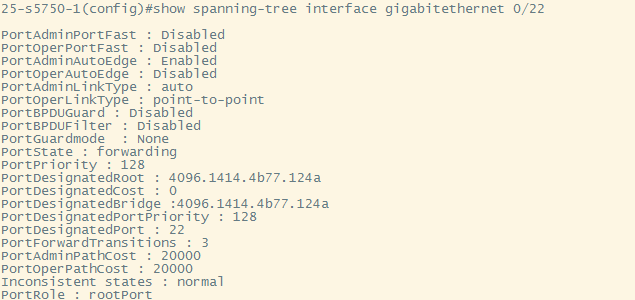 25-s5750-1(config)#show spanning-tree interface gigabitethernet 0/22
PortAdminPortFast : Disabled
PortOperPortFast : Disabled
PortAdminAutoEdge : Enabled
PortOperAutoEdge : Disabled
PortAdminLinkType : auto
PortOperLinkType : point-to-point
PortBPDUGuard : Disabled
PortBPDUFilter : Disabled
PortGuardmode  : None
PortState : forwarding
PortPriority : 128
PortDesignatedRoot : 4096.1414.4b77.124a
PortDesignatedCost : 0
PortDesignatedBridge :4096.1414.4b77.124a
PortDesignatedPortPriority : 128
PortDesignatedPort : 22
PortForwardTransitions : 3
PortAdminPathCost : 20000
PortOperPathCost : 20000
Inconsistent states : normal
PortRole : rootPort